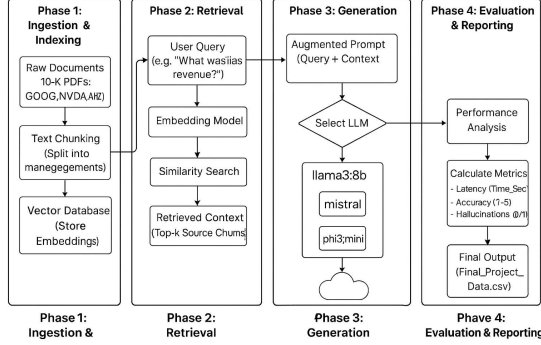 Phase 1:
Ingestion &
Indexing
Raw Documents
10-K PDFs:
GOOG,NVDA,AHZ)
Text Chunking
(Split into
manegegements)
Vector Database
(Store
Embeddings)
Phase 2: Retrieval
User Query
(e.g, "What wasiias
revenue?")
Embedding Model
Similarity Search
Retrieved Context
(Top-k Source Chums
Phase 3: Generation
Augmented Prompt
(Query + Context
Select LLM
llama3:8b
mistral
phi3;mini
Phase 4: Evaluation
& Reporting
Performance
Analysis
Calculate Metrics
- Latency (Time_Sec)
- Accuracy (1-5)
- Hallucinations (0/1)
Final Output
(Final_Project_
Data.csv)
Phase 1:
Ingestion &
Phase 2:
Retrieval
Phase 3:
Generation
Phave 4:
Evaluation & Reporting